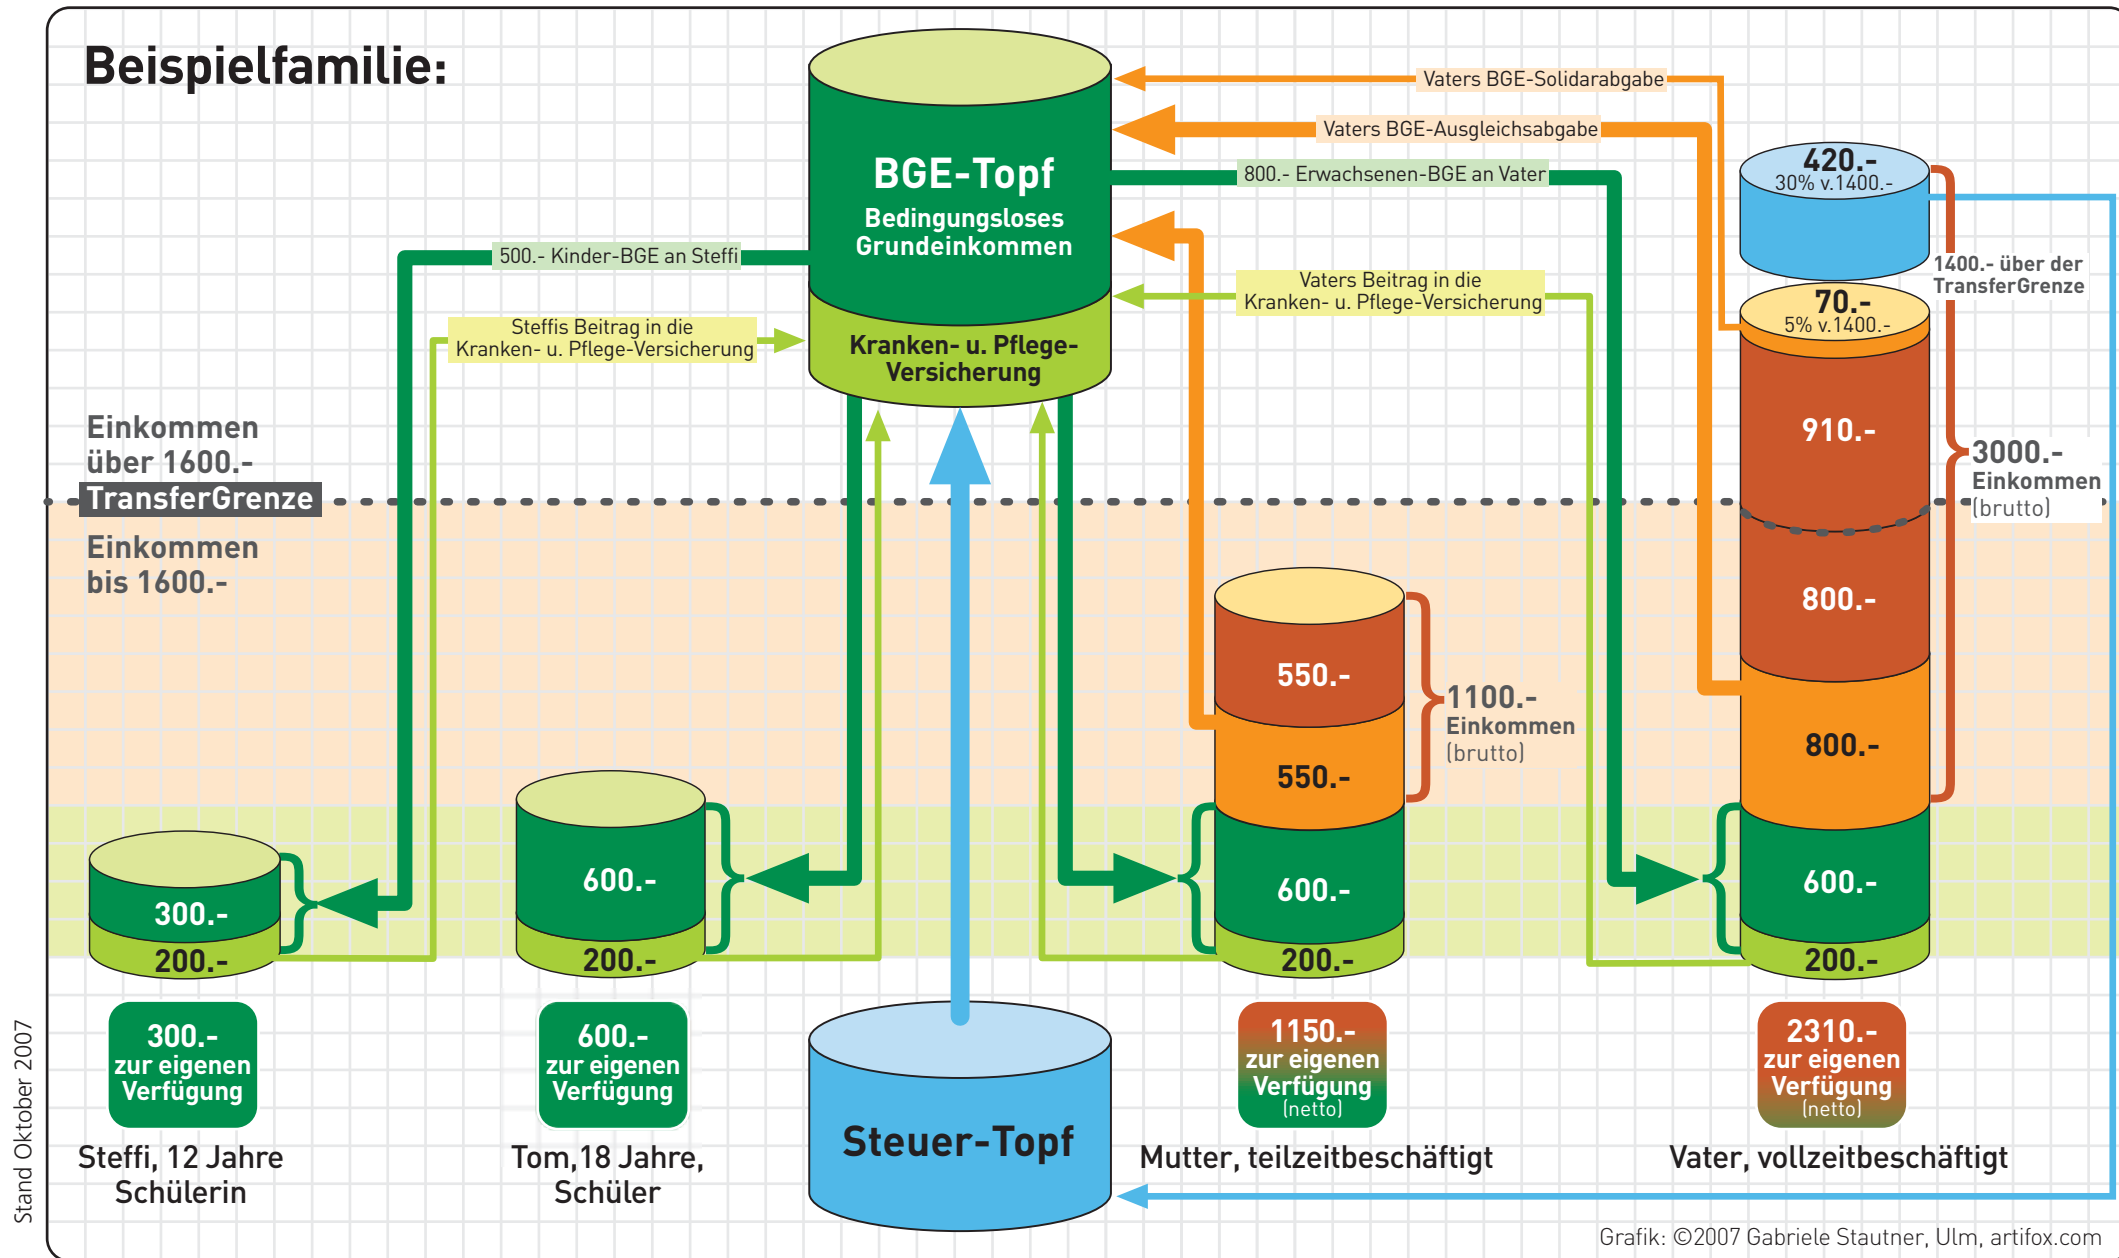 Beispielfamilie:
BGE-Topf
Bedingungsloses
Grundeinkommen
Kranken- u. Pflege-
Versicherung
Vaters BGE-Solidarabgabe
Vaters BGE-Ausgleichsabgabe
800.- Erwachsenen-BGE an Vater
500.- Kinder-BGE an Steffi
Vaters Beitrag in die
Kranken- u. Pflege-Versicherung
Steffis Beitrag in die
Kranken- u. Pflege-Versicherung
420.-
30% v.1400.-
1400.- über der
TransferGrenze
70.-
5% v.1400.-
910.-
3000.-
Einkommen
(brutto)
Einkommen
über 1600.-
TransferGrenze
Einkommen
bis 1600.-
800.-
550.-
1100.-
Einkommen
(brutto)
550.-
800.-
300.-
200.-
600.-
200.-
600.-
200.-
600.-
200.-
300.-
zur eigenen
Verfügung
600.-
zur eigenen
Verfügung
1150.-
zur eigenen
Verfügung
(netto)
2310.-
zur eigenen
Verfügung
(netto)
Steffi, 12 Jahre
Schülerin
Tom,18 Jahre,
Schüler
Steuer-Topf
Mutter, teilzeitbeschäftigt
Vater, vollzeitbeschäftigt
Stand Oktober 2007
Grafik: ©2007 Gabriele Stautner, Ulm, artifox.com